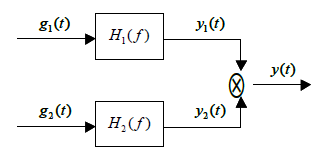 g₁(t) H₁(f) y₁(t)
y(t)
g₂(t) H₂(f) y₂(t)